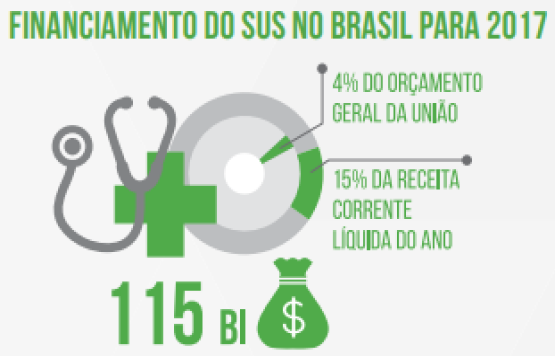 FINANCIAMENTO DO SUS NO BRASIL PARA 2017
4% DO ORÇAMENTO
GERAL DA UNIÃO
15% DA RECEITA
CORRENTE
LÍQUIDA DO ANO
115 BI
$